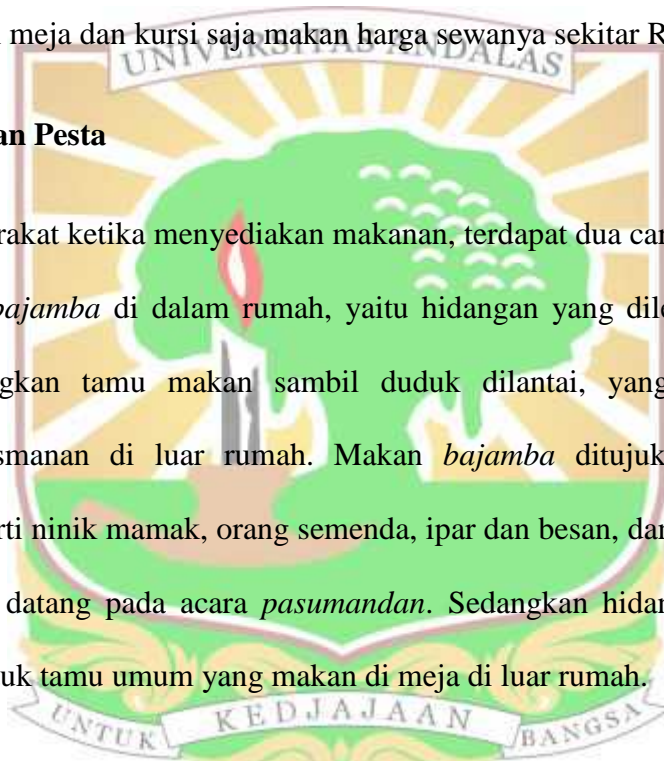 meja dan kursi saja makan harga sewanya sekitar R
UNIVERSITAS ANDALAS
an Pesta
rakat ketika menyediakan makanan, terdapat dua car
bajamba di dalam rumah, yaitu hidangan yang dile
gkan tamu makan sambil duduk dilantai, yang
smanan di luar rumah. Makan bajamba ditujuk
rti ninik mamak, orang semenda, ipar dan besan, dan
datang pada acara pasumandan. Sedangkan hidan
uk tamu umum yang makan di meja di luar rumah.
UNTUK KEDJAJAAN BANGSA